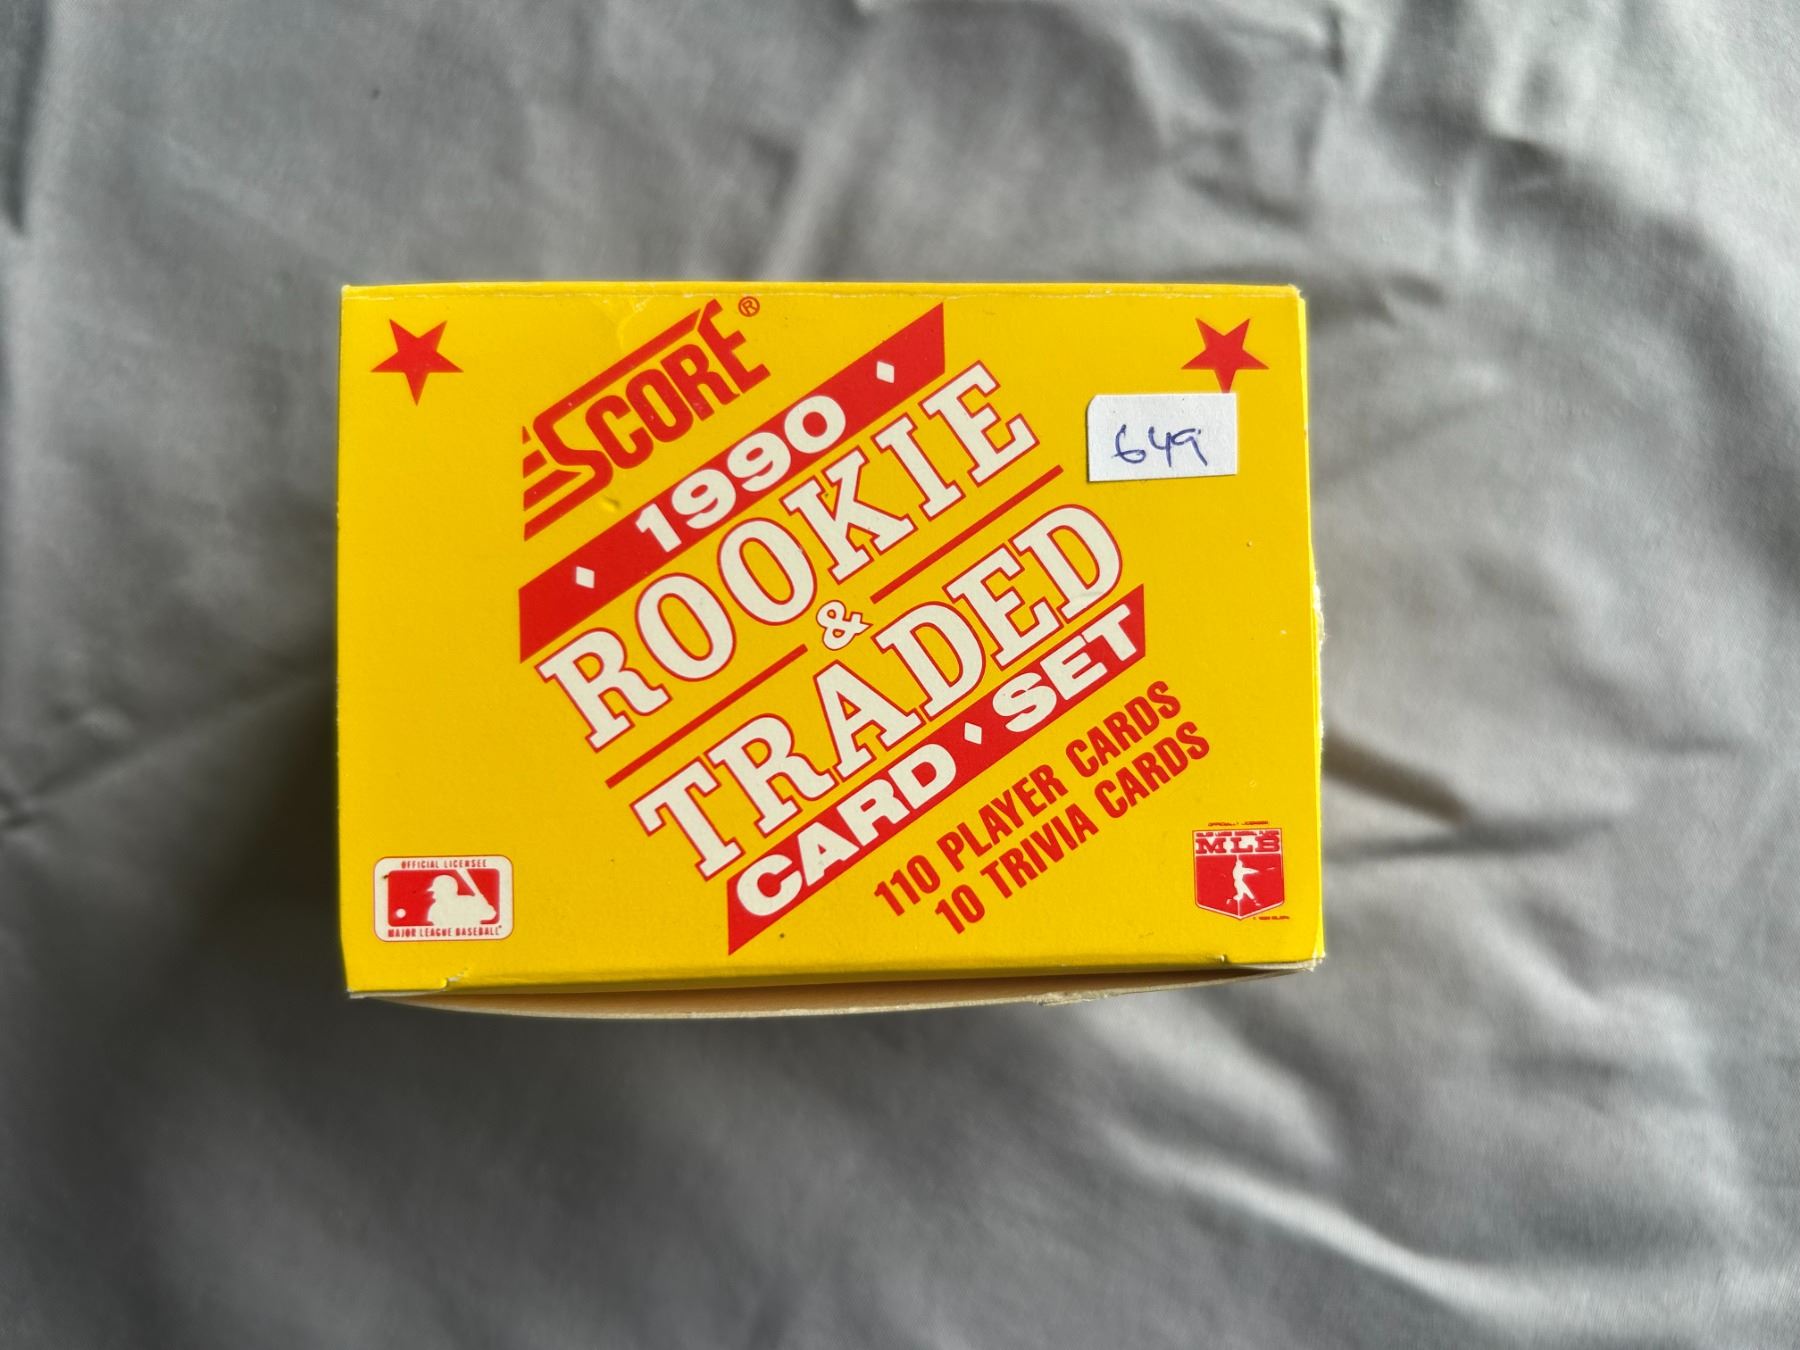 SCORE®
1990
ROOKIE
&
TRADED
CARD • SET
110 PLAYER CARDS
10 TRIVIA CARDS
649
OFFICIAL LICENSEE
MAJOR LEAGUE BASEBALL
MLB